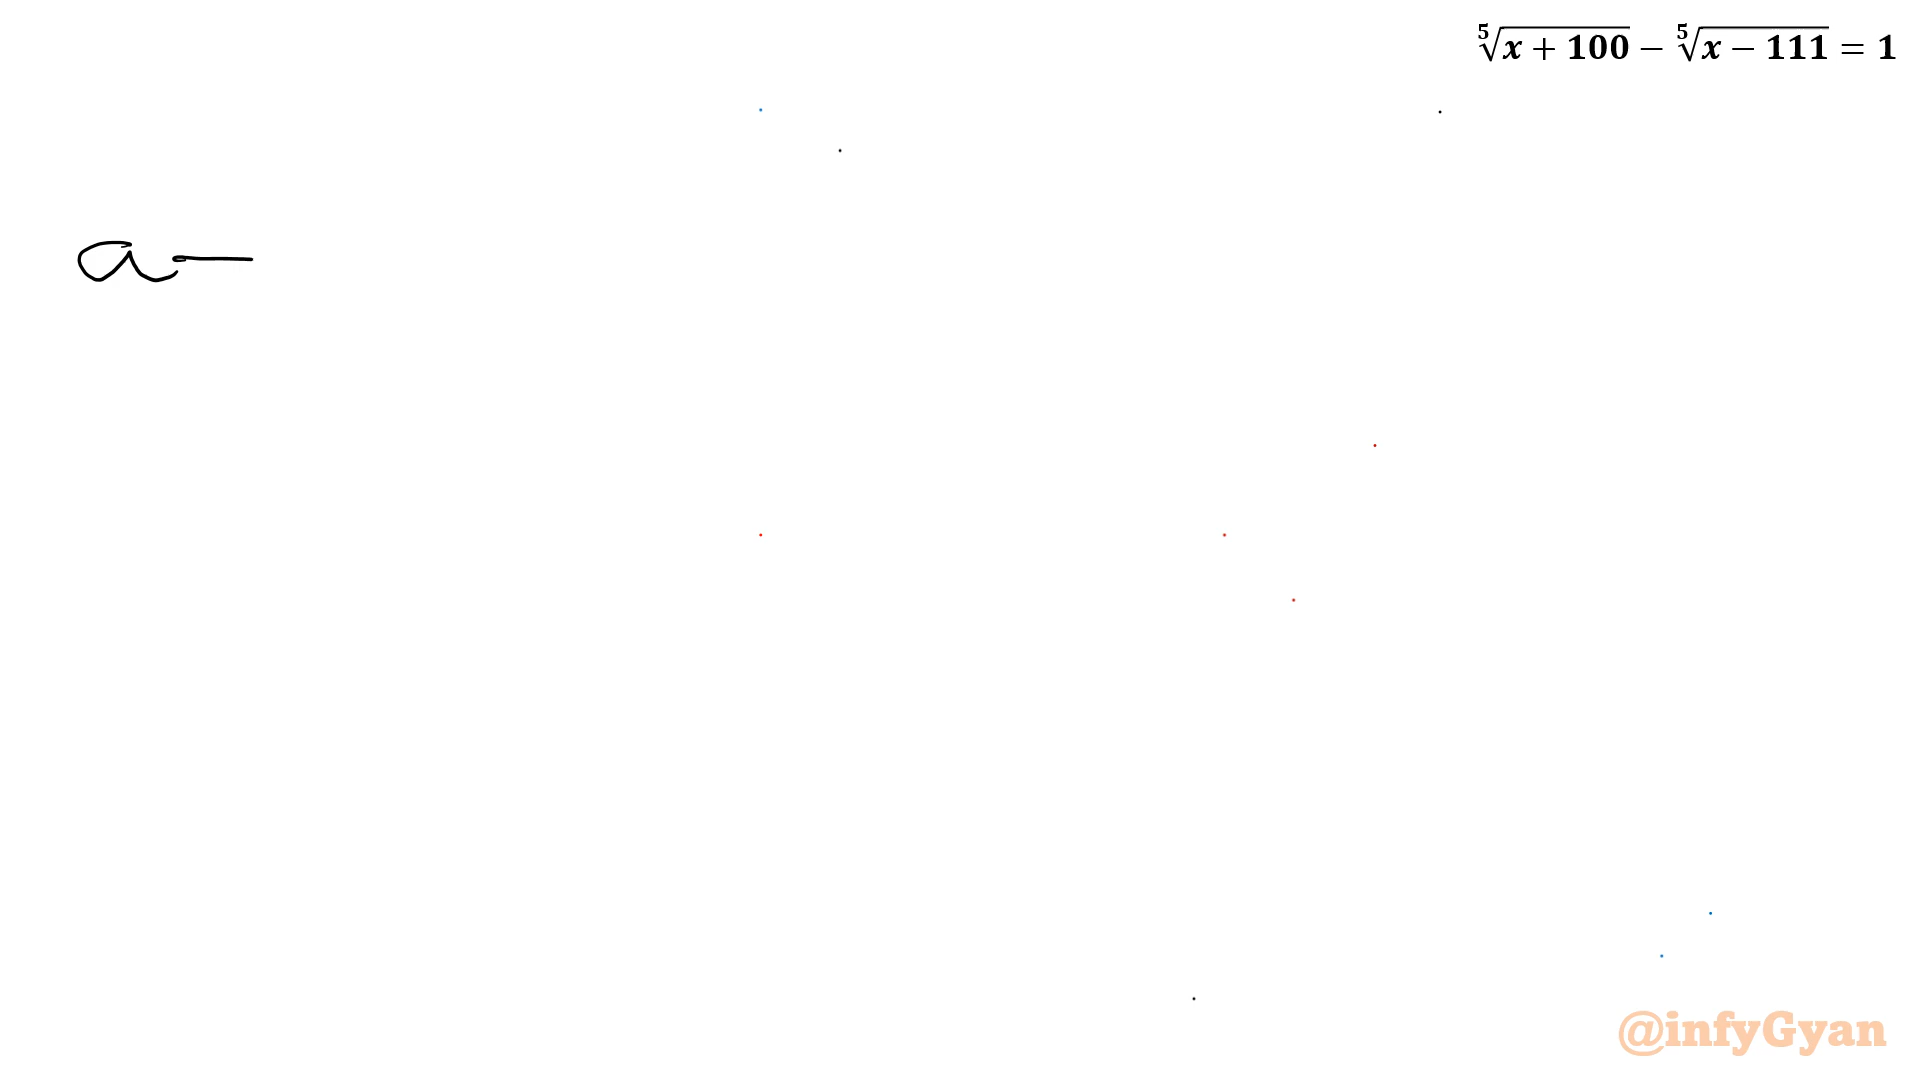 ⁵√(x + 100) − ⁵√(x − 111) = 1
a −
@infyGyan